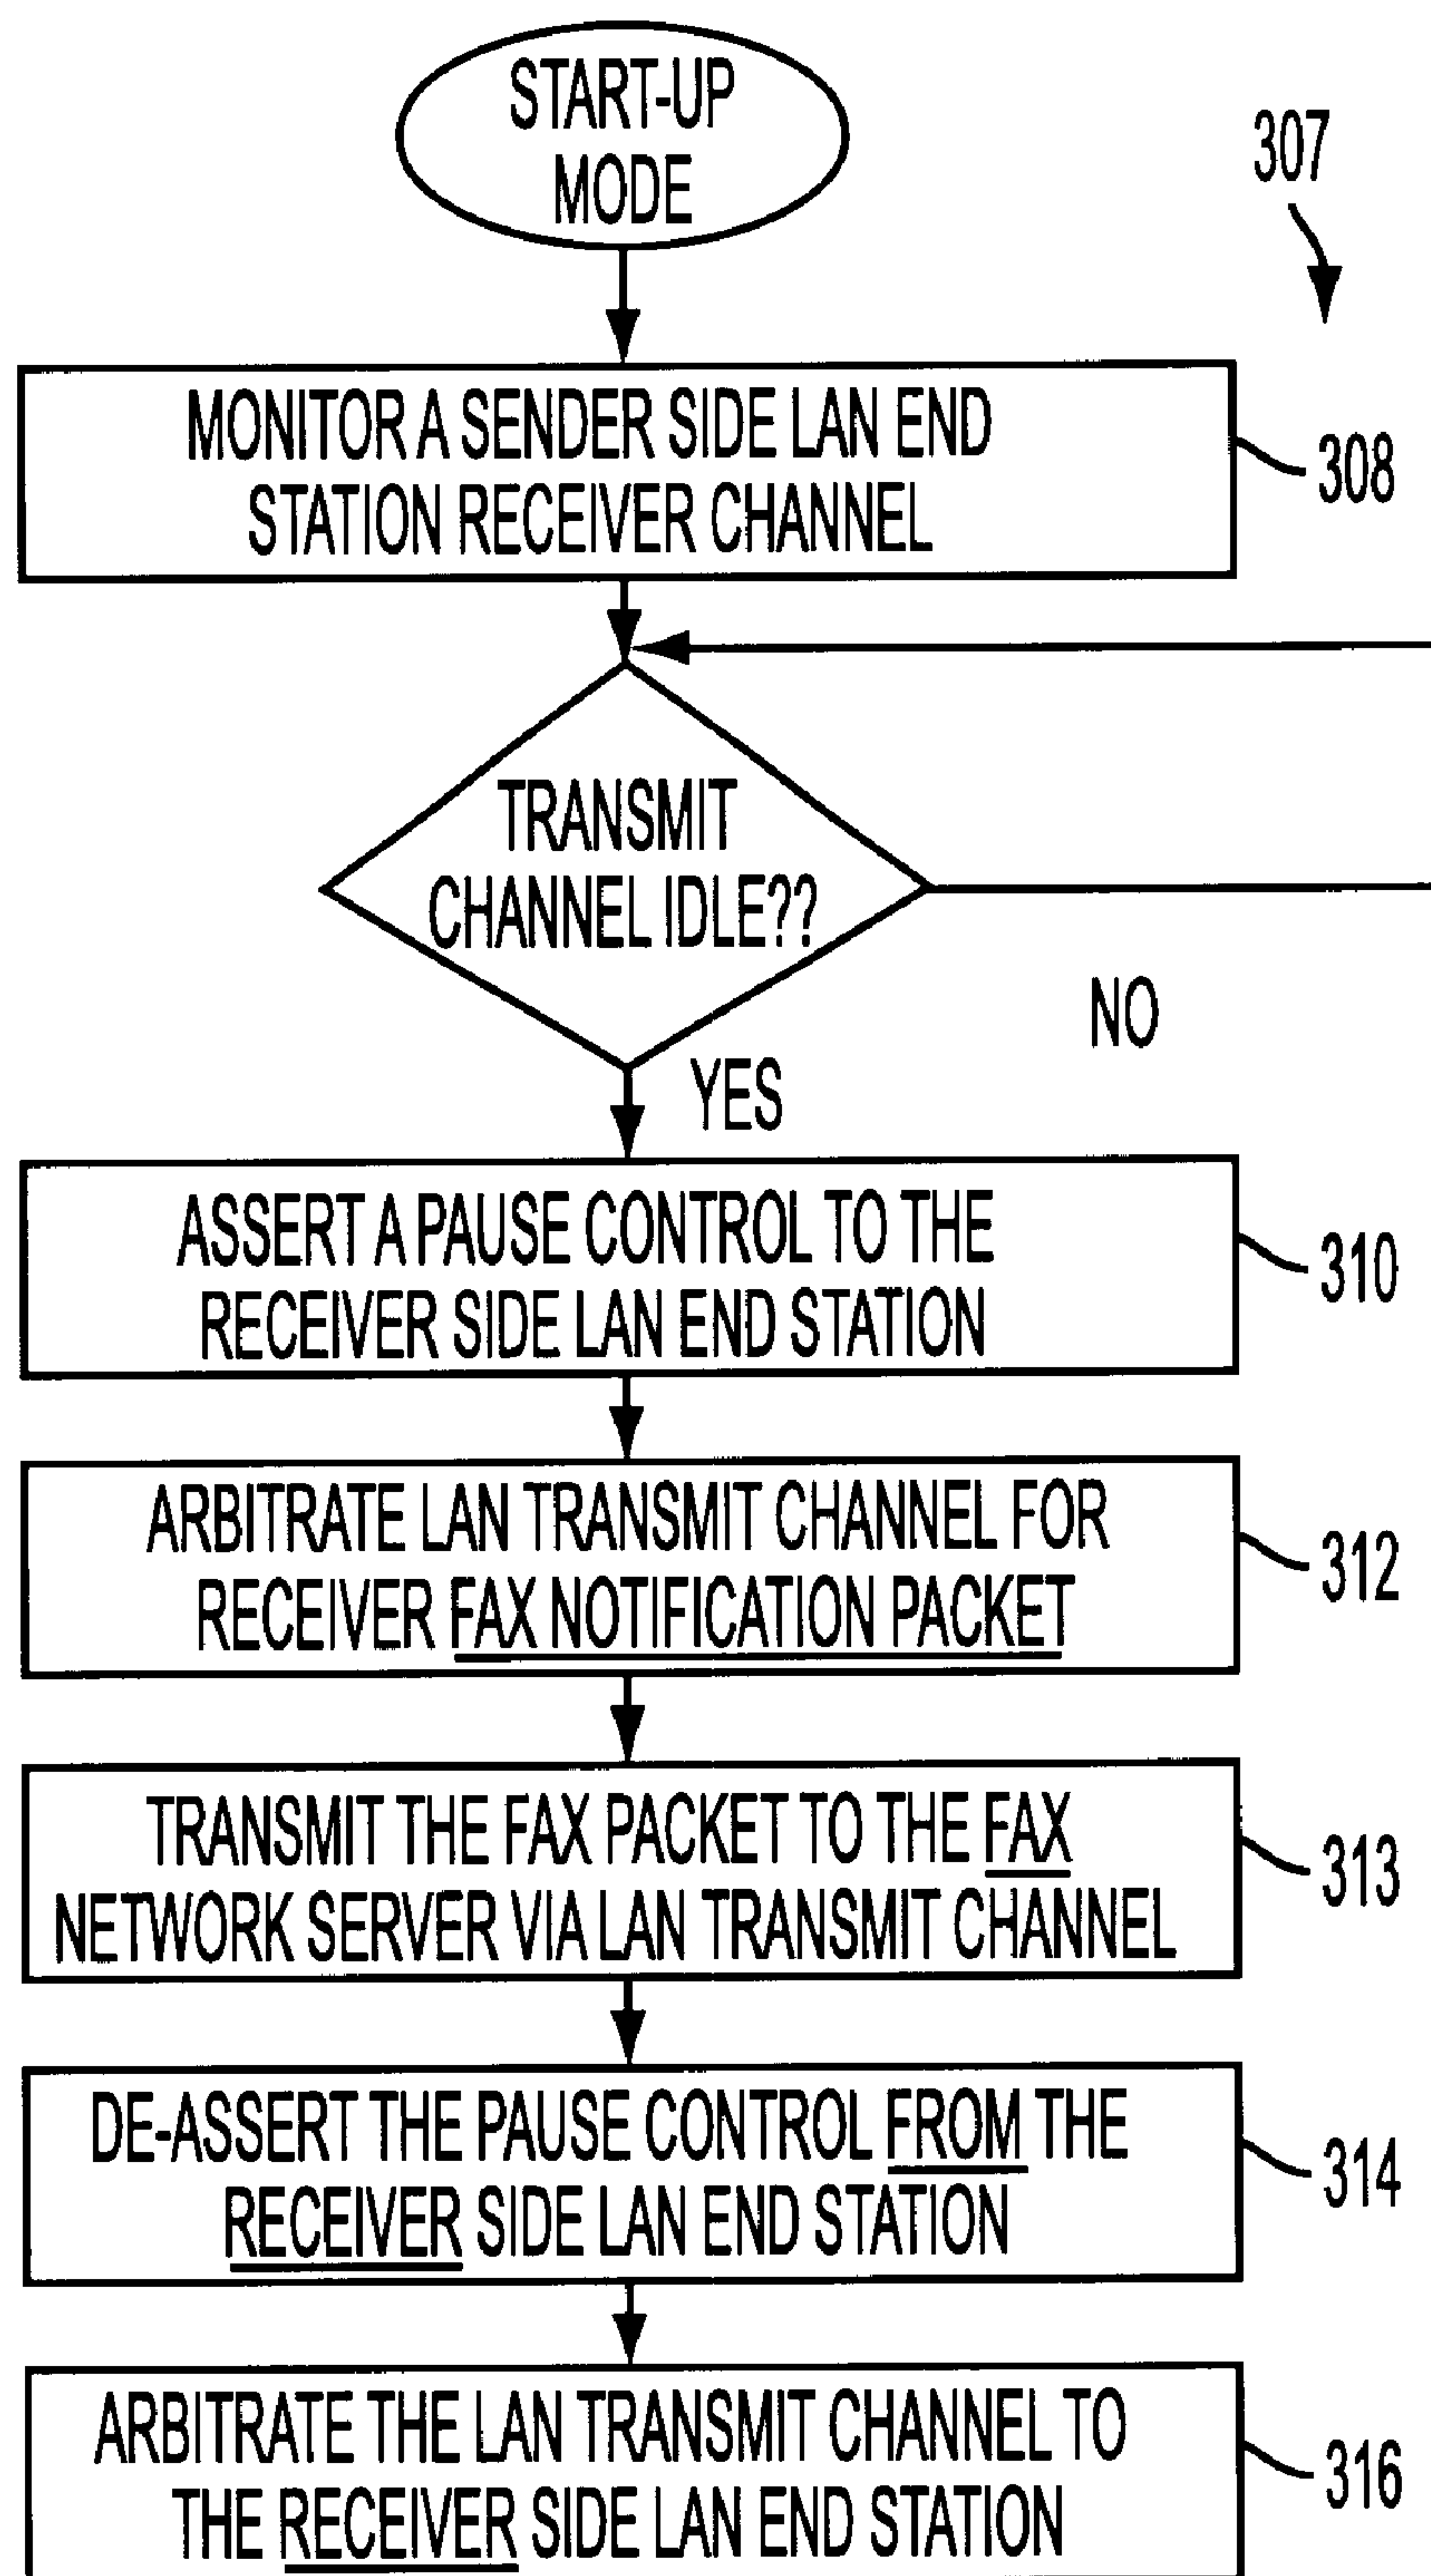 START-UP
MODE
307
MONITOR A SENDER SIDE LAN END
STATION RECEIVER CHANNEL
308
TRANSMIT
CHANNEL IDLE??
NO
YES
ASSERT A PAUSE CONTROL TO THE
RECEIVER SIDE LAN END STATION
310
ARBITRATE LAN TRANSMIT CHANNEL FOR
RECEIVER FAX NOTIFICATION PACKET
312
TRANSMIT THE FAX PACKET TO THE FAX
NETWORK SERVER VIA LAN TRANSMIT CHANNEL
313
DE-ASSERT THE PAUSE CONTROL FROM THE
RECEIVER SIDE LAN END STATION
314
ARBITRATE THE LAN TRANSMIT CHANNEL TO
THE RECEIVER SIDE LAN END STATION
316